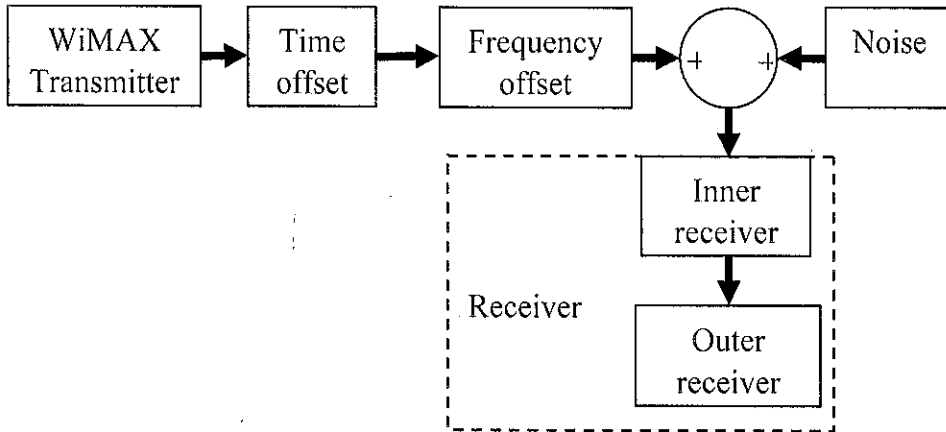 WiMAX
Transmitter
Time
offset
Frequency
offset
+ +
Noise
Inner
receiver
Receiver
Outer
receiver